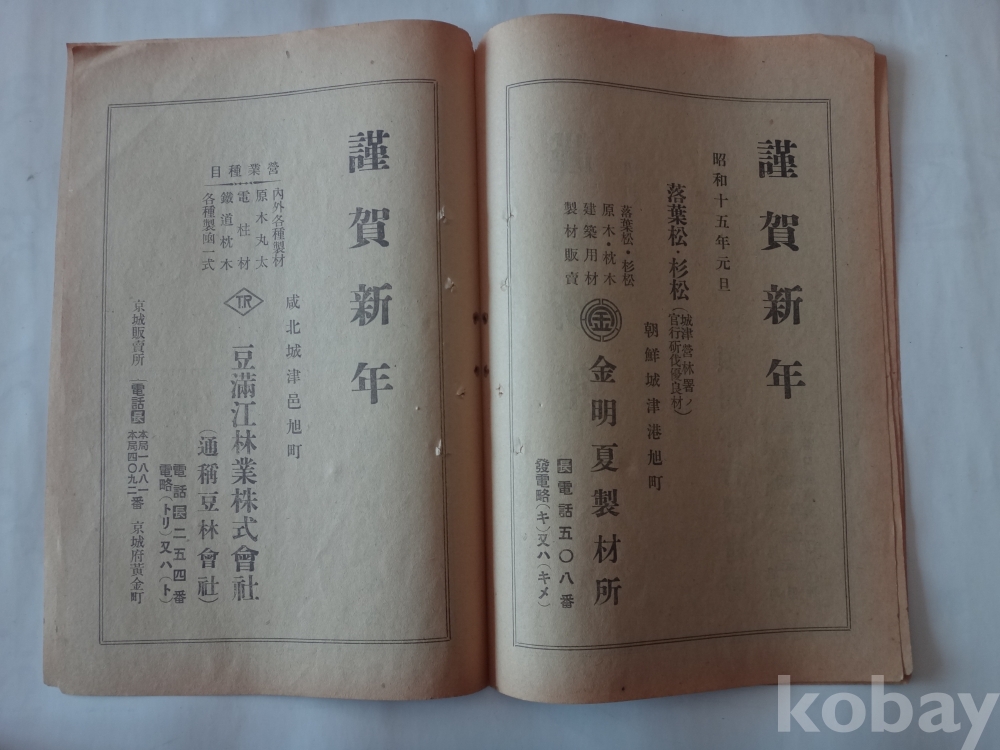 謹賀新年
昭和十五年元旦
落葉松・杉松(城津營林署ノ
官行斫伐優良材)
朝鮮城津港旭町
落葉松・杉松
原木・枕木
建築用材
製材販賣
金
金明夏製材所
長電話五〇八番
發電略(キ)又ハ(キメ)
謹賀新年
營業種目
內外各種製材
原木丸太
電柱材
鐵道枕木
各種製凾一式
咸北城津邑旭町
T.R
豆滿江林業株式會社
(通稱豆林會社)
電話長二五四番
電略(トリ)又ハ(ト)
京城販賣所
電話長
本局一八八一
本局四〇九二番
京城府黃金町
kobay